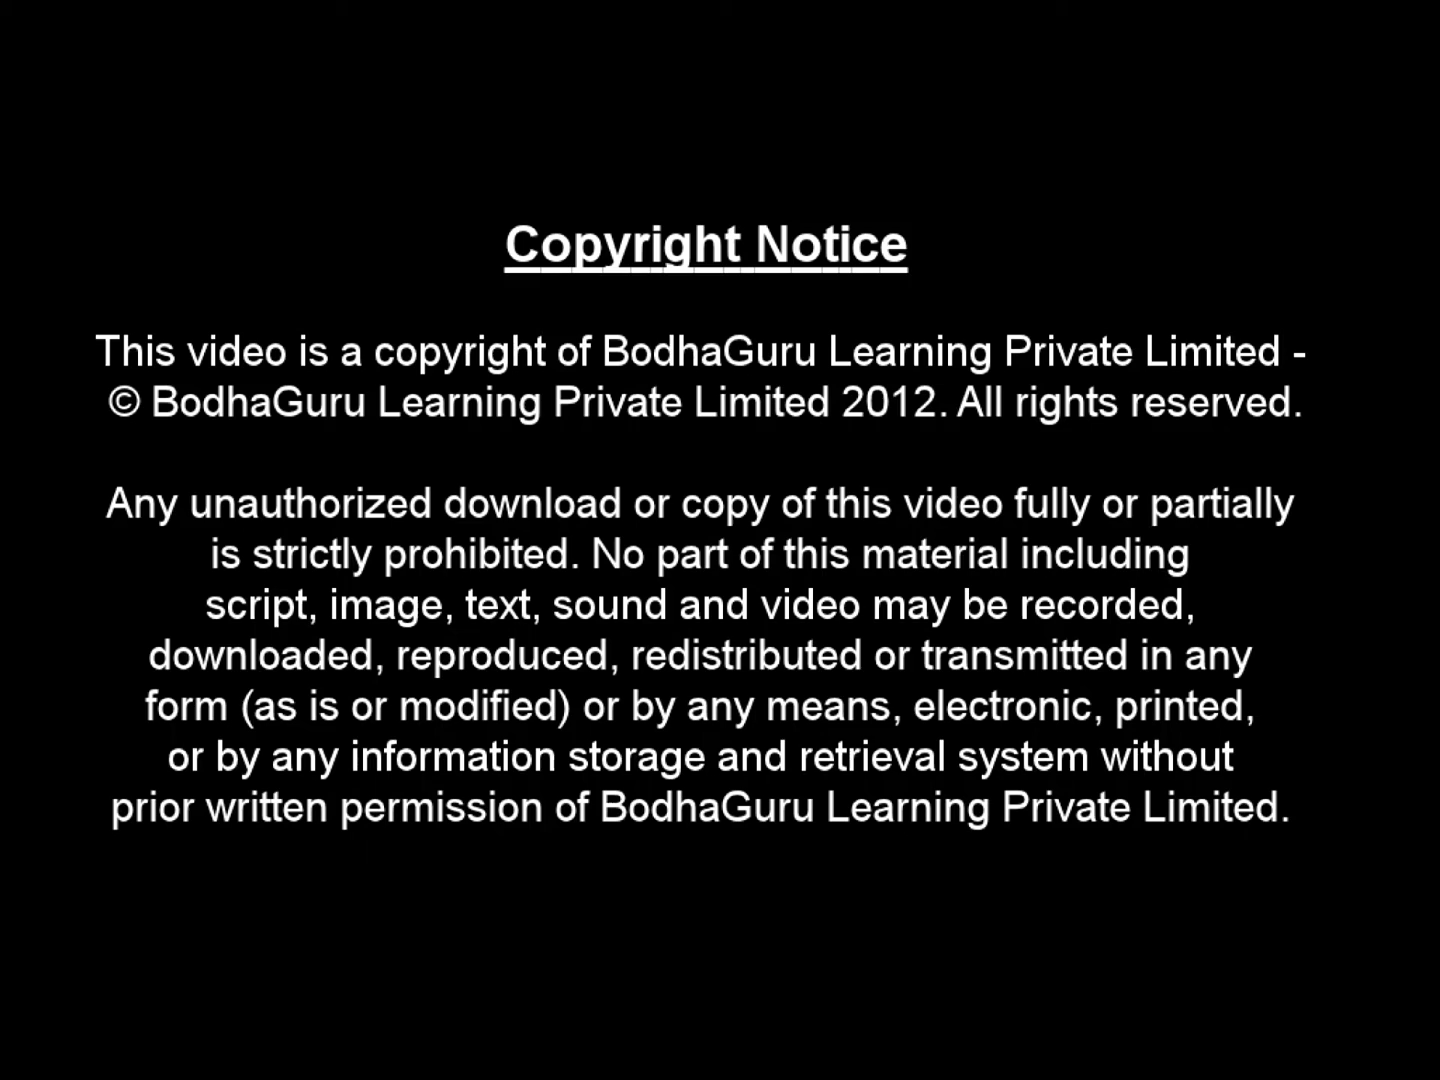 Copyright Notice
This video is a copyright of BodhaGuru Learning Private Limited -
© BodhaGuru Learning Private Limited 2012. All rights reserved.
Any unauthorized download or copy of this video fully or partially
is strictly prohibited. No part of this material including
script, image, text, sound and video may be recorded,
downloaded, reproduced, redistributed or transmitted in any
form (as is or modified) or by any means, electronic, printed,
or by any information storage and retrieval system without
prior written permission of BodhaGuru Learning Private Limited.